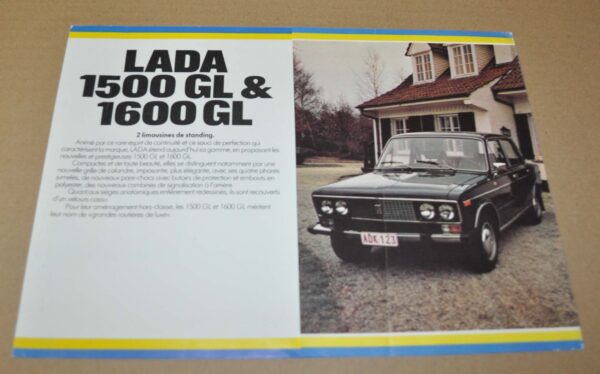 LADA
1500 GL &
1600 GL
2 limousines de standing.
Animé par ce rare esprit de continuité et ce souci de perfection qui
caractérisent la marque, LADA étend aujourd'hui sa gamme, en proposant les
nouvelles et prestigieuses 1500 GL et 1600 GL.
Compactes et de toute beauté, elles se distinguent notamment par une
nouvelle grille de calandre, imposante, plus élégante, avec ses quatre phares
jumelés, de nouveaux pare-chocs avec butoirs de protection et embouts en
polyester, des nouveaux combinés de signalisation à l'arrière.
Quant aux sièges anatomiques entièrement redessinés, ils sont recouverts
d'un velours cossu.
Pour leur aménagement hors-classe, les 1500 GL et 1600 GL méritent
leur nom de «grandes routières de luxe».
ADK 123